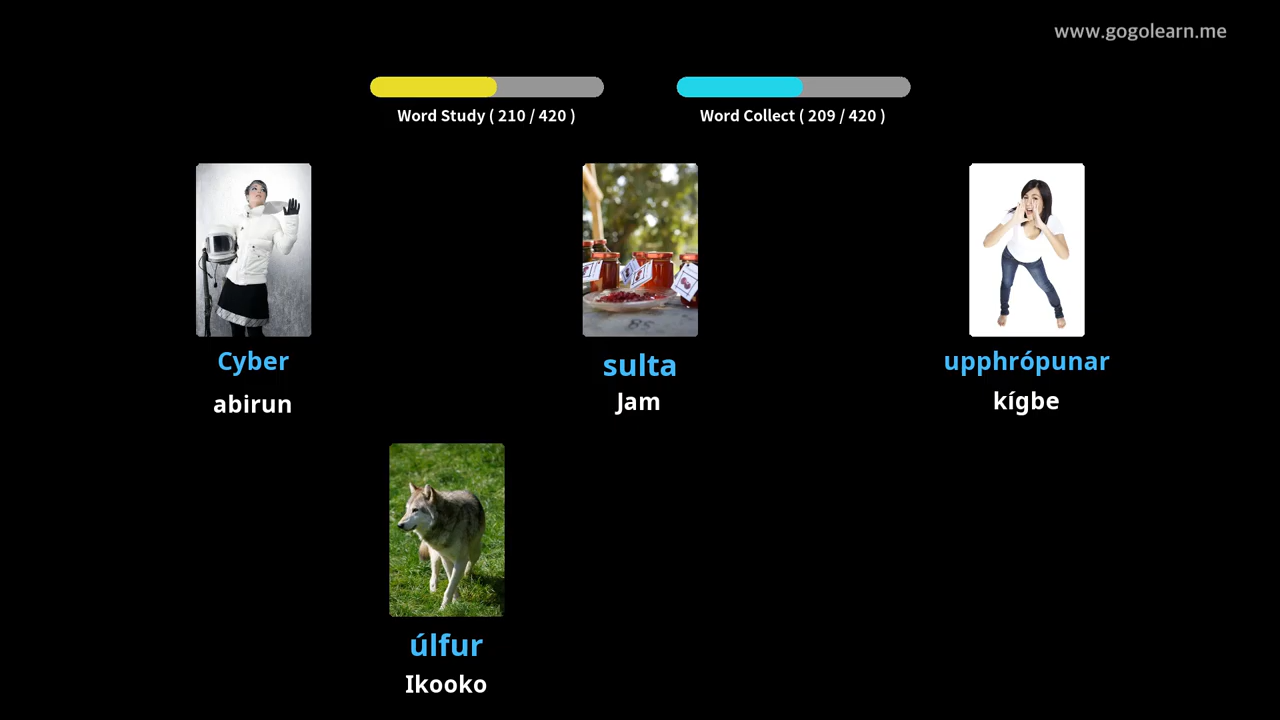 www.gogolearn.me
Word Study ( 210 / 420 )
Word Collect ( 209 / 420 )
Cyber
abirun
sulta
Jam
upphrópunar
kígbe
úlfur
Ikooko